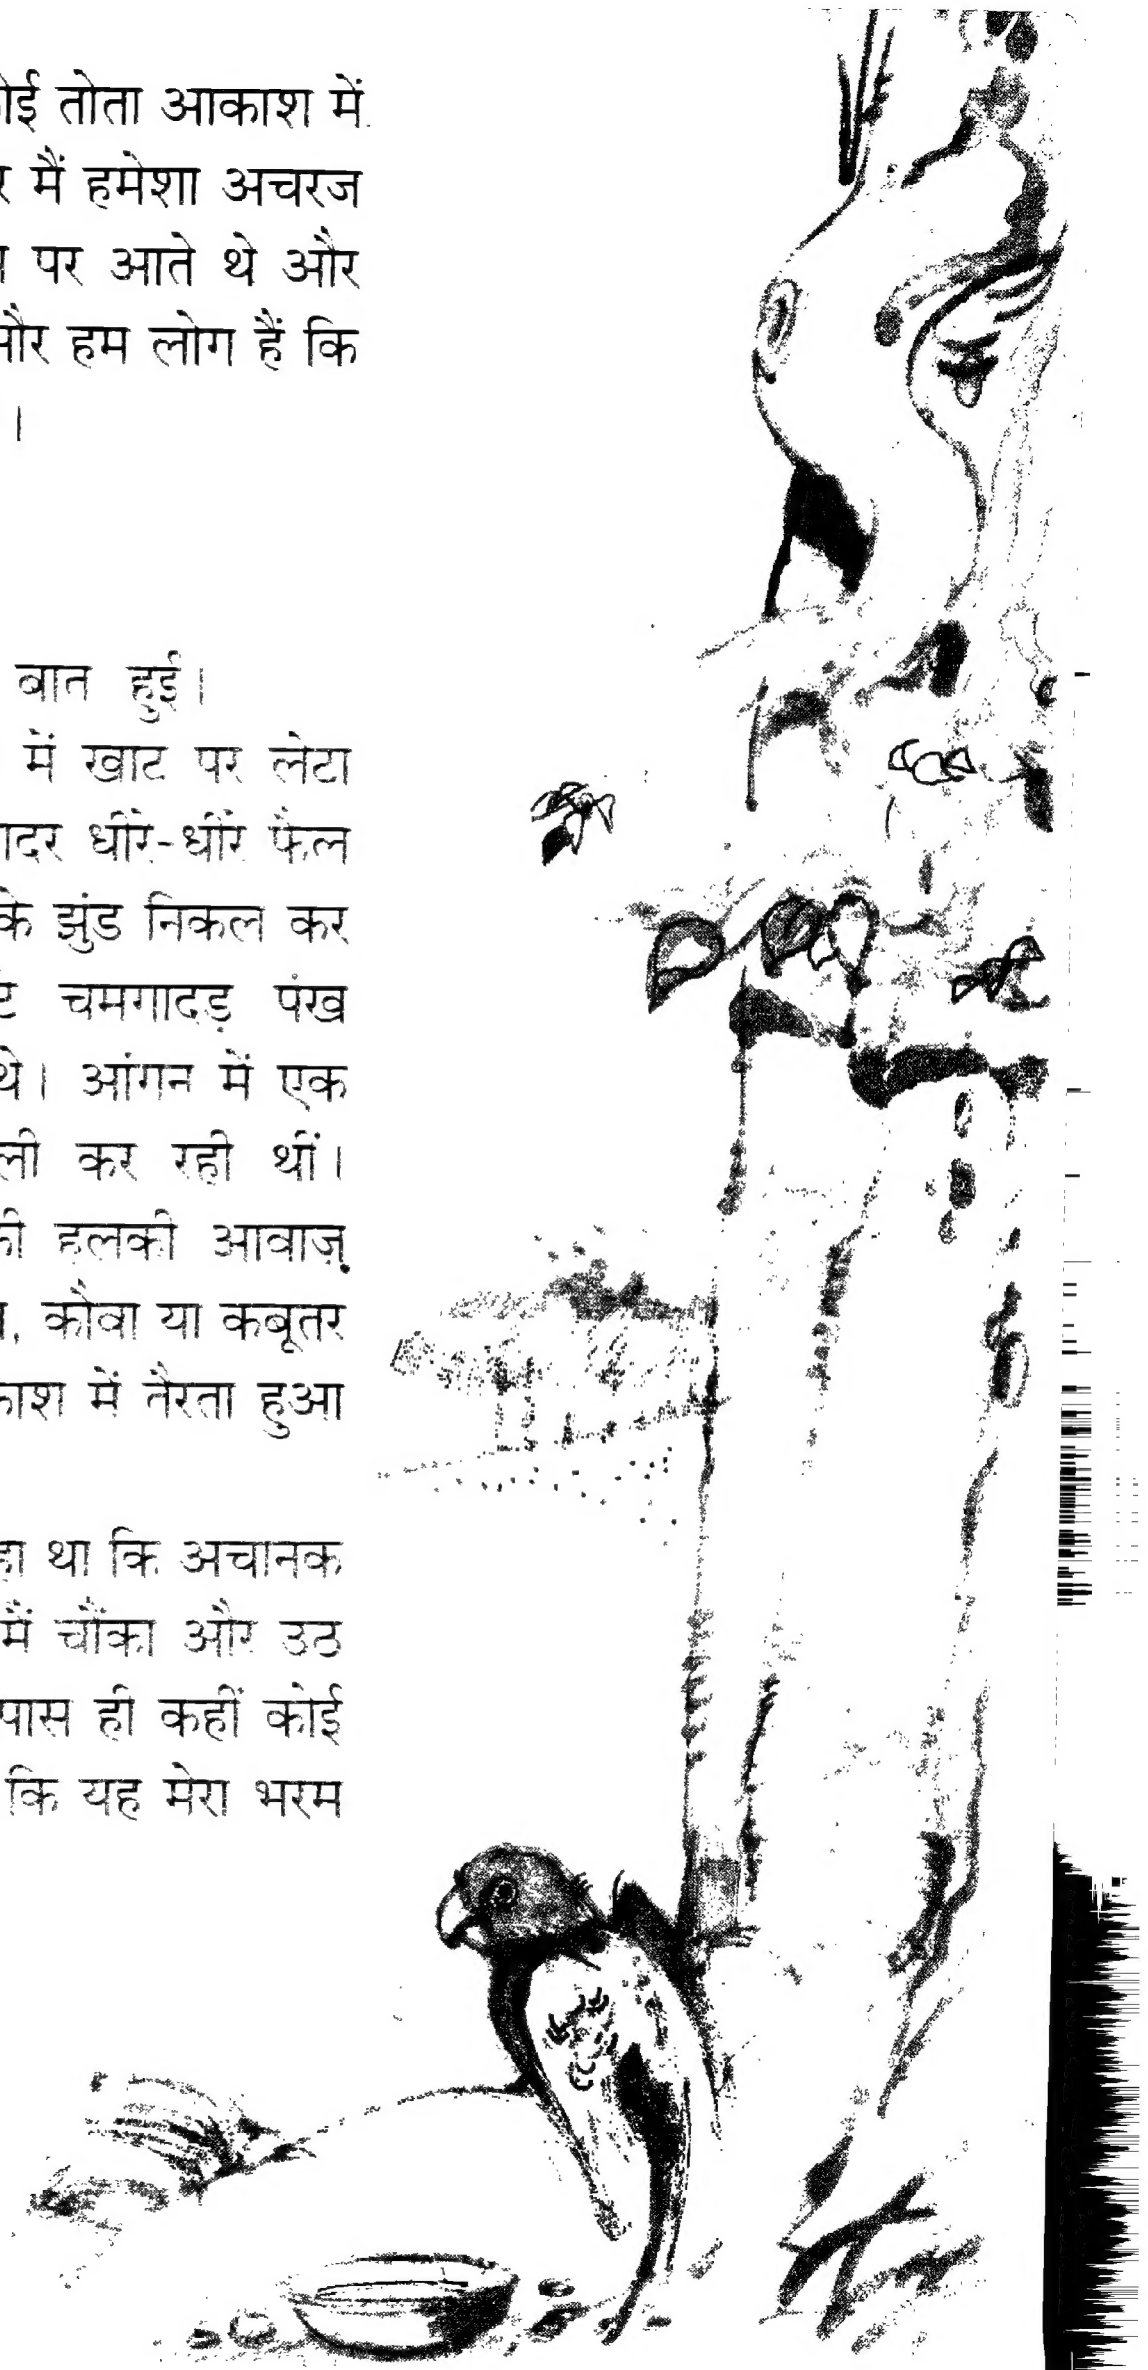 तोता आकाश में
मैं हमेशा अचरज
पर आते थे और
हम लोग हैं कि
।
बात हुई।
में खाट पर लेटा
धीरे-धीरे फैल
के झुंड निकल कर
चमगादड़ पंख
थे। आंगन में एक
कर रही थीं।
हलकी आवाज़
कौवा या कबूतर
में तैरता हुआ
था कि अचानक
मैं चौंका और उठ
पास ही कहीं कोई
कि यह मेरा भरम